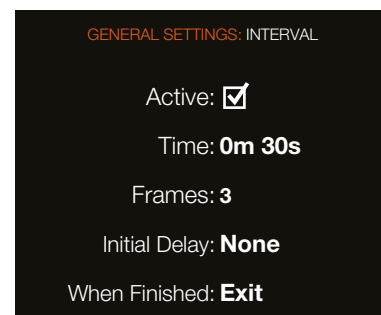 GENERAL SETTINGS: INTERVAL
Active:
Time: 0m 30s
Frames: 3
Initial Delay: None
When Finished: Exit